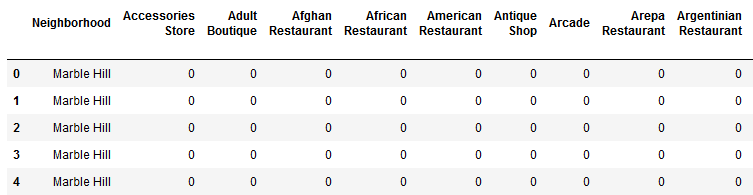 Neighborhood Accessories Store Adult Boutique Afghan Restaurant African Restaurant American Restaurant Antique Shop Arcade Arepa Restaurant Argentinian Restaurant
0 Marble Hill 0 0 0 0 0 0 0 0 0
1 Marble Hill 0 0 0 0 0 0 0 0 0
2 Marble Hill 0 0 0 0 0 0 0 0 0
3 Marble Hill 0 0 0 0 0 0 0 0 0
4 Marble Hill 0 0 0 0 0 0 0 0 0